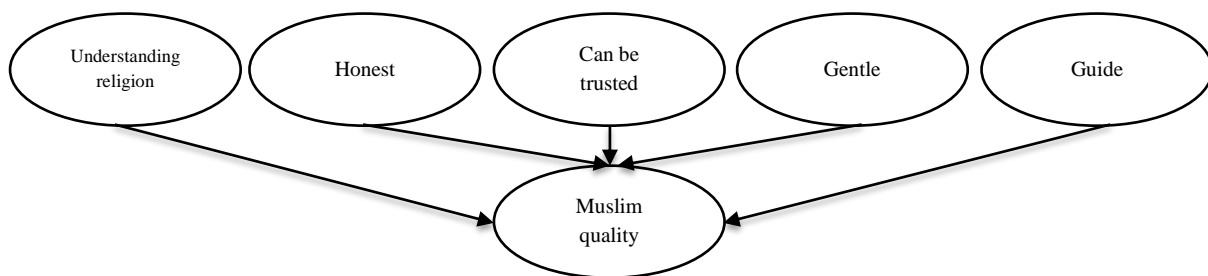 Understanding
religion
Honest
Can be
trusted
Gentle
Guide
Muslim
quality